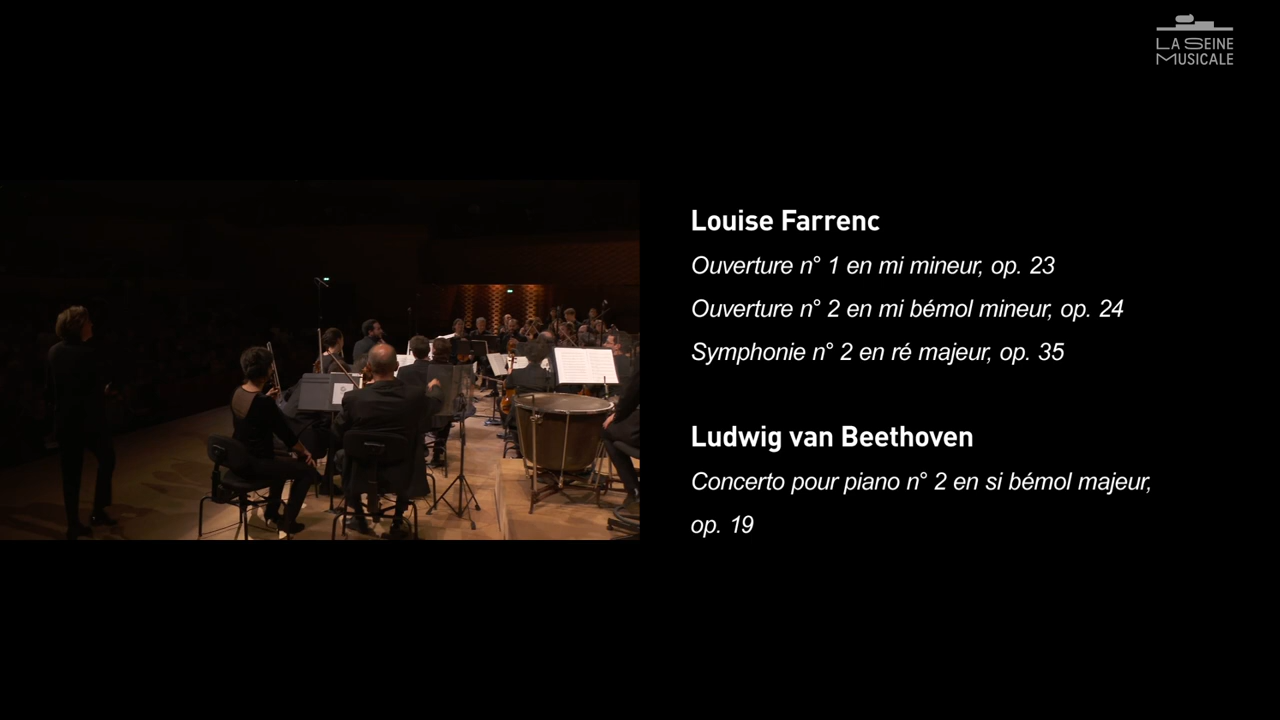 LA SEINE
MUSICALE
Louise Farrenc
Ouverture n° 1 en mi mineur, op. 23
Ouverture n° 2 en mi bémol mineur, op. 24
Symphonie n° 2 en ré majeur, op. 35
Ludwig van Beethoven
Concerto pour piano n° 2 en si bémol majeur,
op. 19